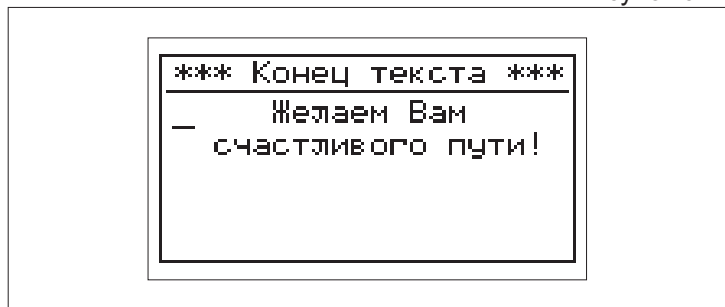 *** Конец текста ***
_ Желаем Вам
счастливого пути!